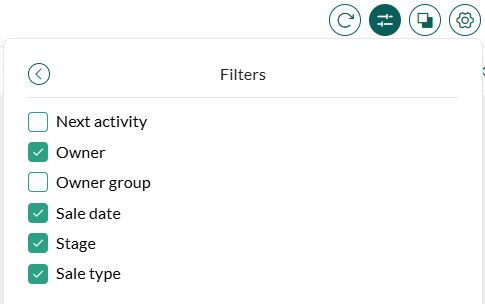 Filters
Next activity
Owner
Owner group
Sale date
Stage
Sale type